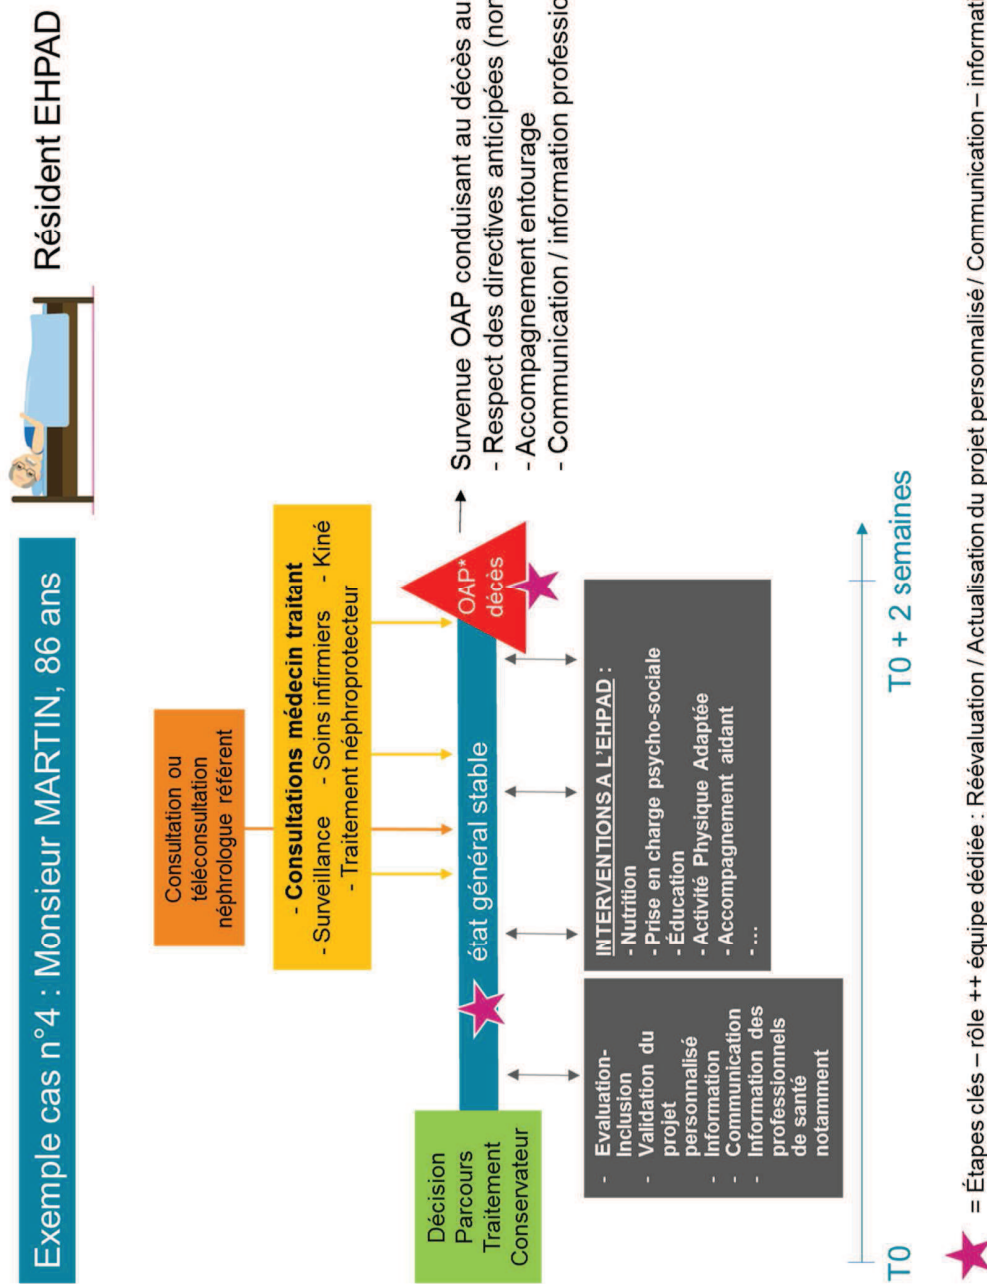 Exemple cas n°4 : Monsieur MARTIN, 86 ans
Résident EHPAD
Consultation ou
téléconsultation
néphrologue référent
- Consultations médecin traitant
- Surveillance - Soins infirmiers - Kiné
- Traitement néphroprotecteur
Décision
Parcours
Traitement
Conservateur
état général stable
OAP*
décès
Survenue OAP conduisant au décès au
- Respect des directives anticipées (non
- Accompagnement entourage
- Communication / information profession
- Evaluation-
Inclusion
- Validation du
projet
personnalisé
- Information
- Communication
- Information des
professionnels
de santé
notamment
INTERVENTIONS A L'EHPAD :
- Nutrition
- Prise en charge psycho-sociale
- Éducation
- Activité Physique Adaptée
- Accompagnement aidant
- ...
T0
T0 + 2 semaines
= Étapes clés – rôle ++ équipe dédiée : Réévaluation / Actualisation du projet personnalisé / Communication – informati